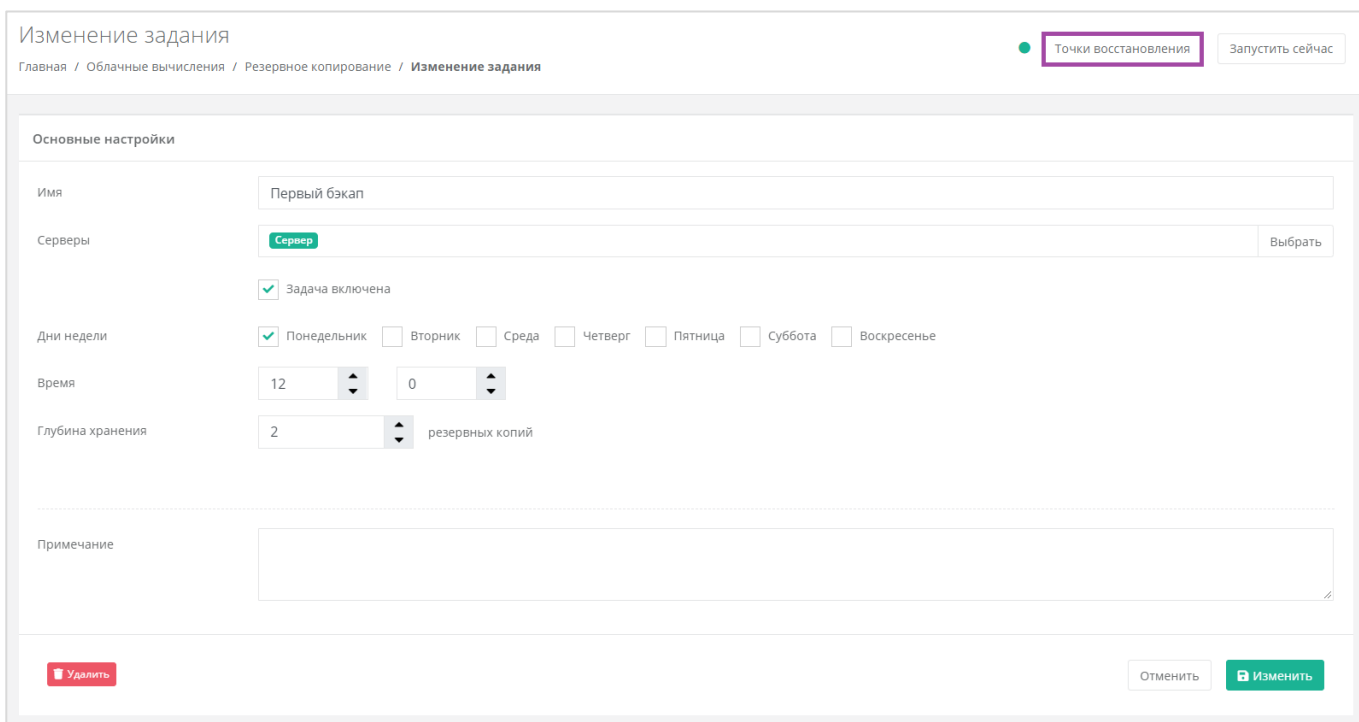 Изменение задания
Точки восстановления Запустить сейчас
Главная / Облачные вычисления / Резервное копирование / Изменение задания
Основные настройки
Имя Первый бэкап
Серверы Сервер Выбрать
Задача включена
Дни недели Понедельник Вторник Среда Четверг Пятница Суббота Воскресенье
Время 12 0
Глубина хранения 2 резервных копий
Примечание
Удалить Отменить Изменить